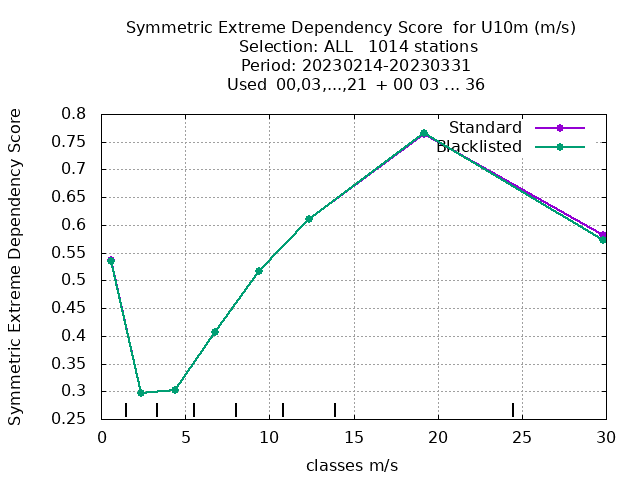 Symmetric Extreme Dependency Score  for U10m (m/s)
Selection: ALL   1014 stations
Period: 20230214-20230331
Used  00,03,...,21  + 00 03 ... 36
Symmetric Extreme Dependency Score
0.8
0.75
0.7
0.65
0.6
0.55
0.5
0.45
0.4
0.35
0.3
0.25
Standard
Blacklisted
0 5 10 15 20 25 30
classes m/s